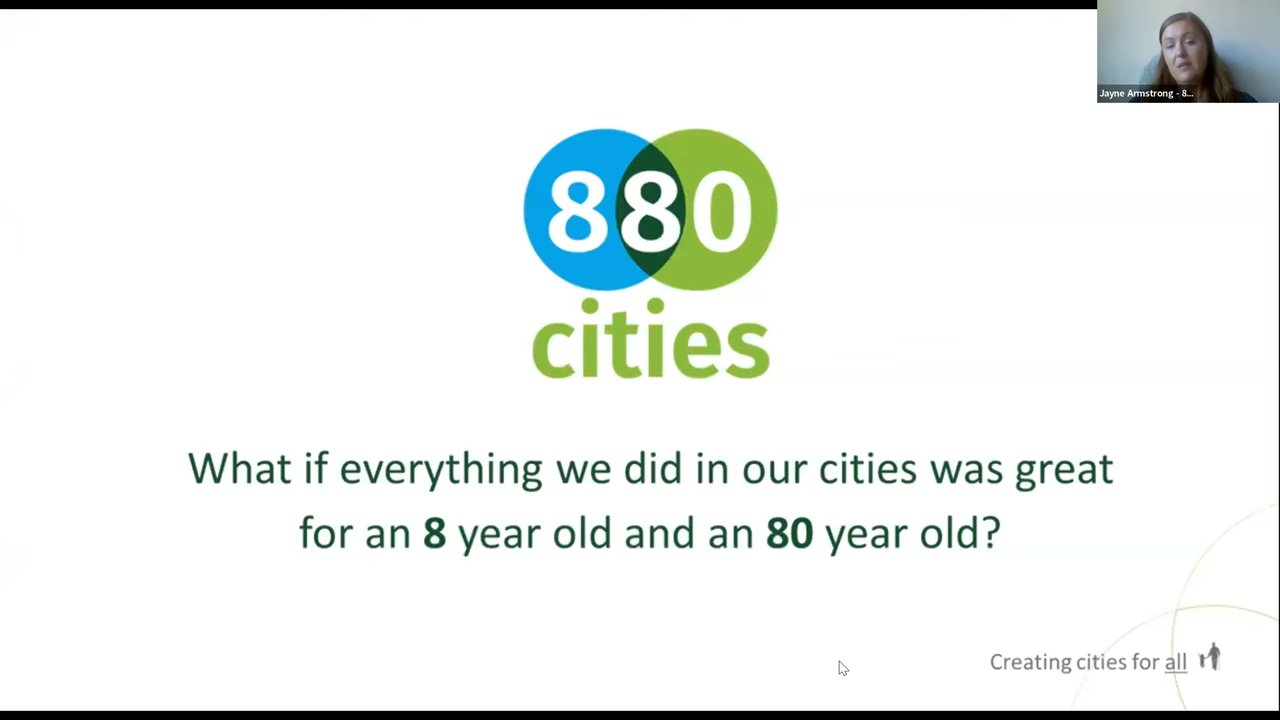 Jayne Armstrong - 8...
880
cities
What if everything we did in our cities was great
for an 8 year old and an 80 year old?
Creating cities for all